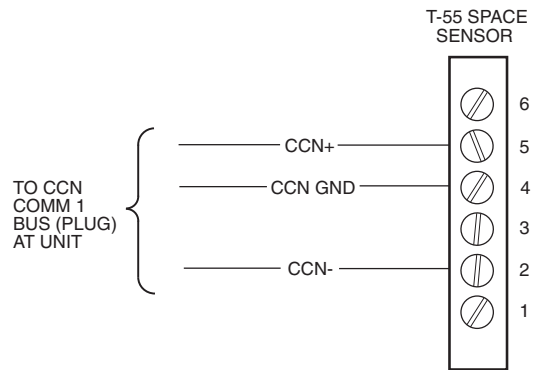 T-55 SPACE
SENSOR
6
CCN+
5
CCN GND
4
TO CCN
COMM 1
BUS (PLUG)
AT UNIT
3
CCN-
2
1